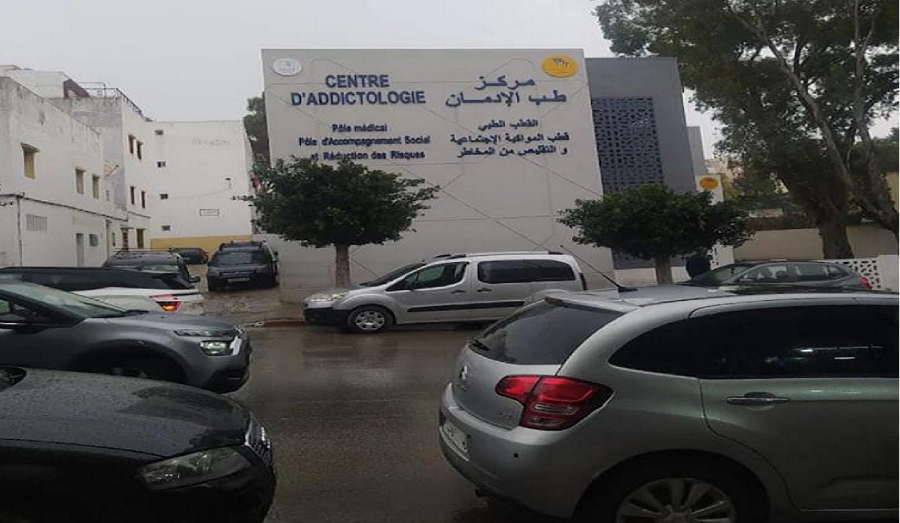 CENTRE
D'ADDICTOLOGIE
Pôle médical
Pôle d'Accompagnement Social
et Réduction des Risques
مركز
طب الإدمان
القطب الطبي
قطب المواكبة الإجتماعية
و التقليص من المخاطر